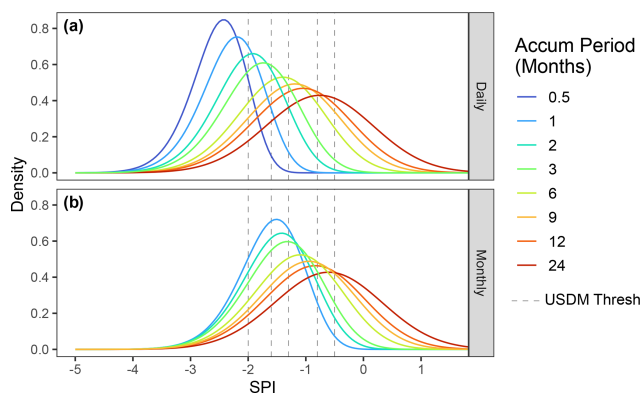 (a)
Density
0.8
0.6
0.4
0.2
0.0
Daily
(b)
0.8
0.6
0.4
0.2
0.0
Monthly
-5 -4 -3 -2 -1 0 1
SPI
Accum Period
(Months)
0.5
1
2
3
6
9
12
24
USDM Thresh